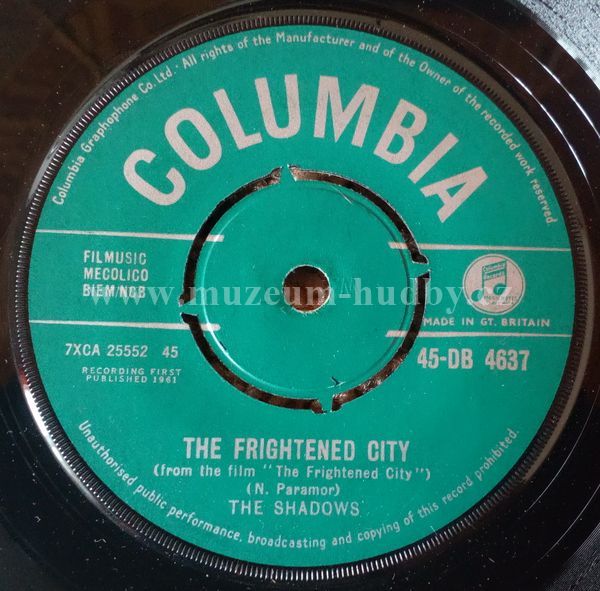 Columbia Graphophone Co. Ltd · All rights of the Manufacturer and of the Owner of the recorded work reserved.
COLUMBIA
FILMUSIC
MECOLICO
BIEM/NCB
www.muzeum-hudby.cz
MADE IN GT. BRITAIN
7XCA 25552 45
45-DB 4637
RECORDING FIRST
PUBLISHED 1961
THE FRIGHTENED CITY
(from the film "The Frightened City")
(N. Paramor)
THE SHADOWS
Unauthorised public performance, broadcasting and copying of this record prohibited.